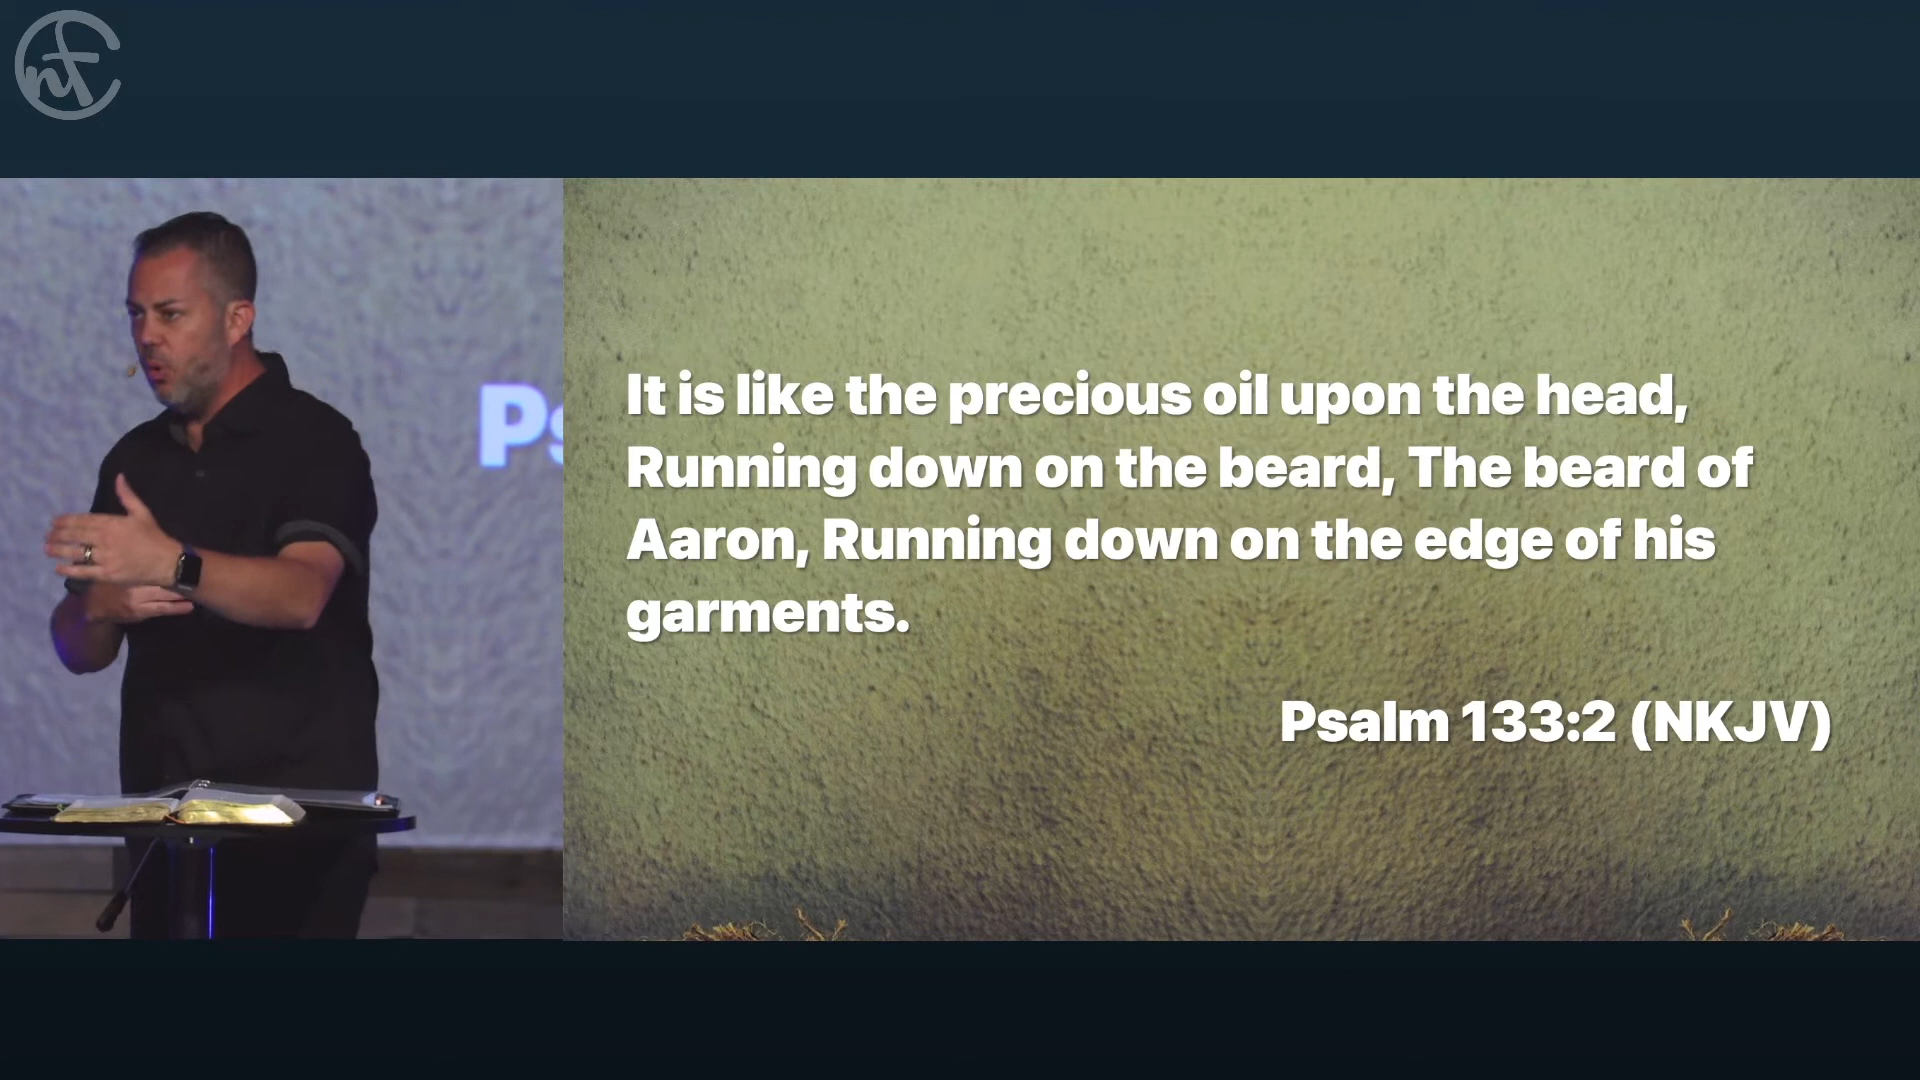 It is like the precious oil upon the head,
Running down on the beard, The beard of
Aaron, Running down on the edge of his
garments.
Psalm 133:2 (NKJV)
Ps